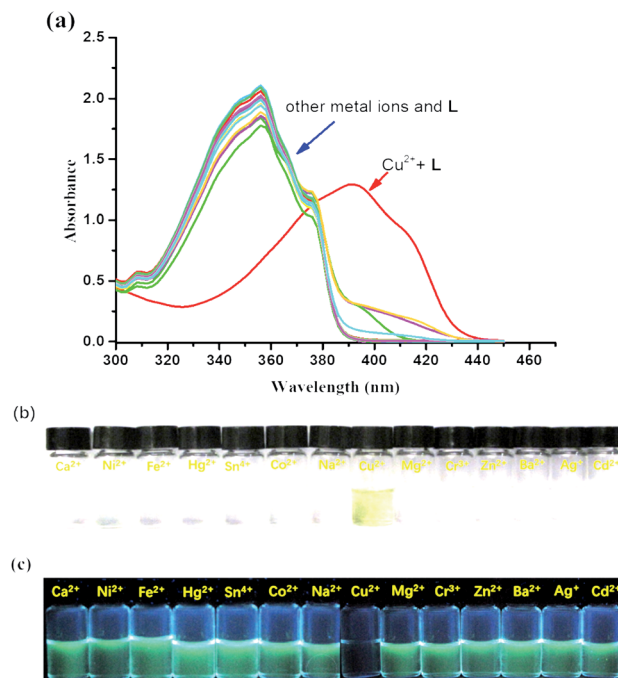 (a)
2.5
2.0
1.5
1.0
0.5
0.0
Absorbance
other metal ions and L
Cu²⁺+ L
300 320 340 360 380 400 420 440 460
Wavelength (nm)
(b)
Ca²⁺ Ni²⁺ Fe²⁺ Hg²⁺ Sn⁴⁺ Co²⁺ Na²⁺ Cu²⁺ Mg²⁺ Cr³⁺ Zn²⁺ Ba²⁺ Ag⁺ Cd²⁺
(c)
Ca²⁺ Ni²⁺ Fe²⁺ Hg²⁺ Sn⁴⁺ Co²⁺ Na²⁺ Cu²⁺ Mg²⁺ Cr³⁺ Zn²⁺ Ba²⁺ Ag⁺ Cd²⁺